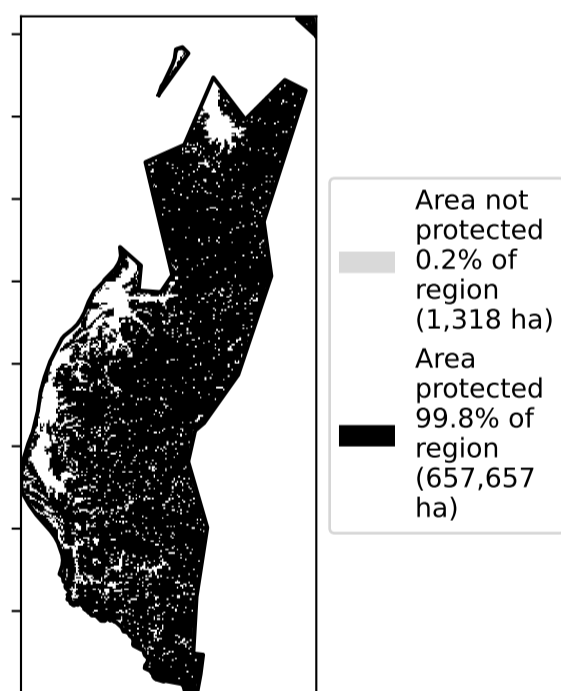 Area not
protected
0.2% of
region
(1,318 ha)
Area
protected
99.8% of
region
(657,657
ha)